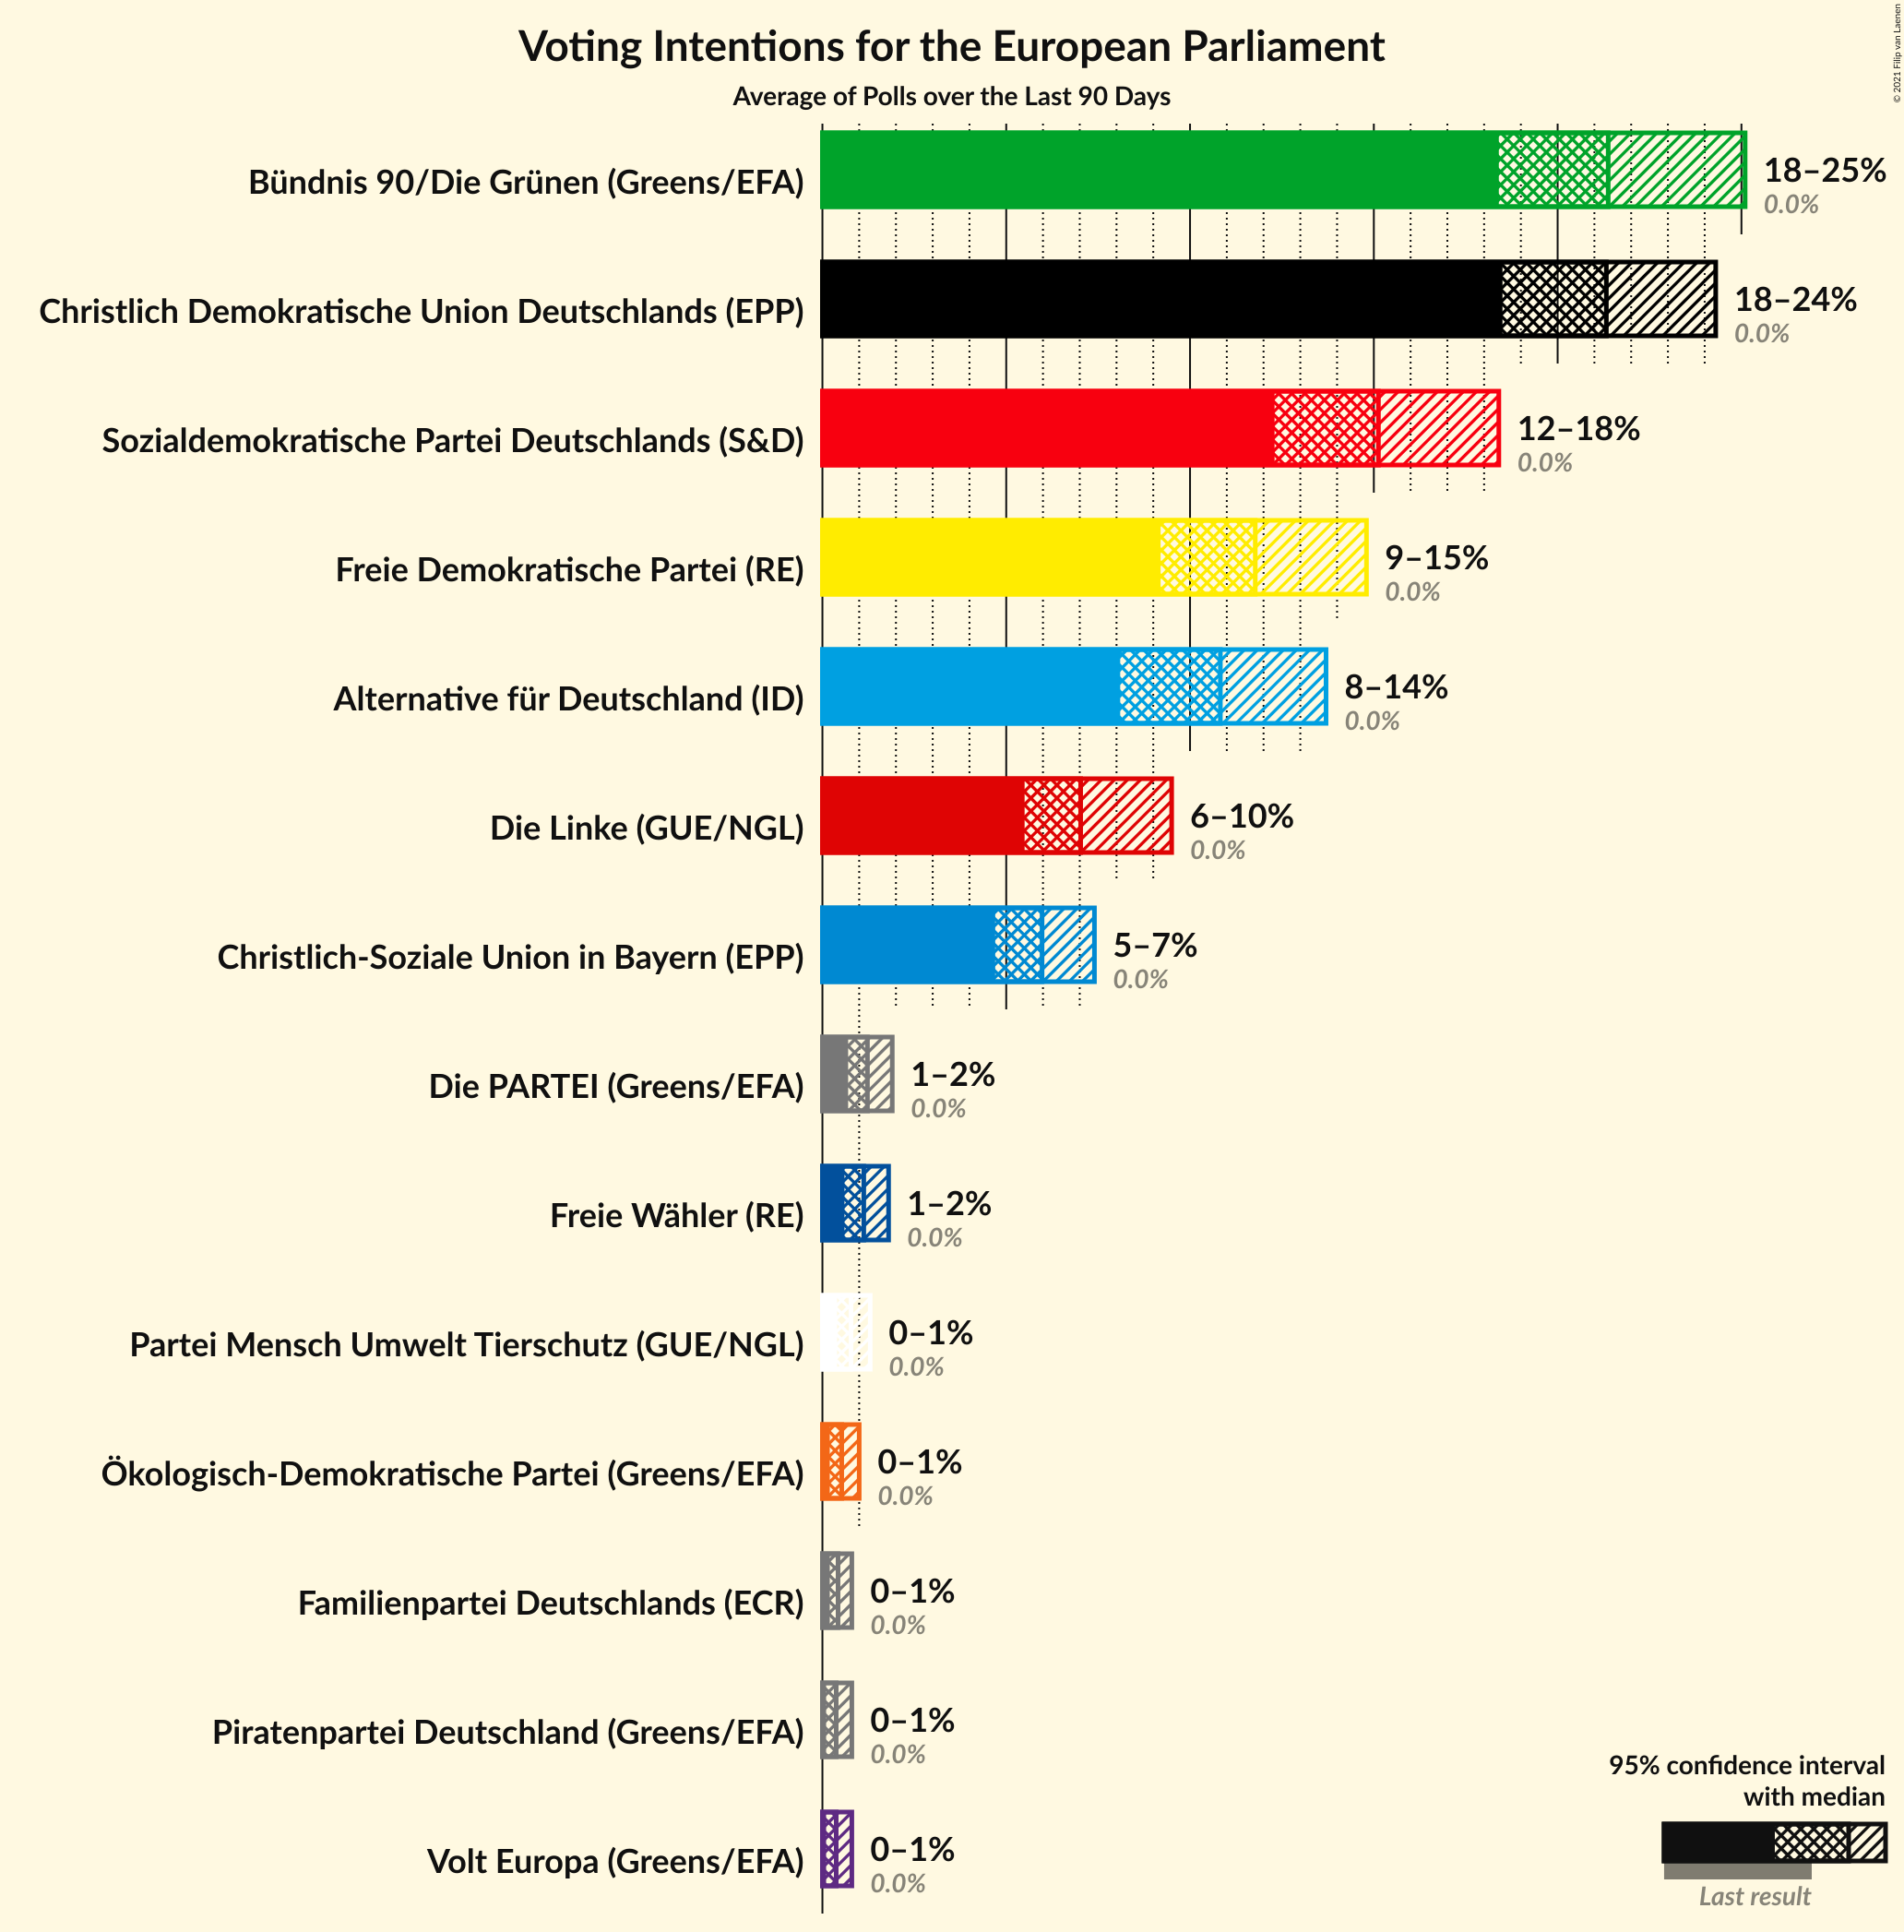 Voting Intentions for the European Parliament
Average of Polls over the Last 90 Days
© 2021 Filip van Laenen
Bündnis 90/Die Grünen (Greens/EFA)
18–25%
0.0%
Christlich Demokratische Union Deutschlands (EPP)
18–24%
0.0%
Sozialdemokratische Partei Deutschlands (S&D)
12–18%
0.0%
Freie Demokratische Partei (RE)
9–15%
0.0%
Alternative für Deutschland (ID)
8–14%
0.0%
Die Linke (GUE/NGL)
6–10%
0.0%
Christlich-Soziale Union in Bayern (EPP)
5–7%
0.0%
Die PARTEI (Greens/EFA)
1–2%
0.0%
Freie Wähler (RE)
1–2%
0.0%
Partei Mensch Umwelt Tierschutz (GUE/NGL)
0–1%
0.0%
Ökologisch-Demokratische Partei (Greens/EFA)
0–1%
0.0%
Familienpartei Deutschlands (ECR)
0–1%
0.0%
Piratenpartei Deutschland (Greens/EFA)
0–1%
0.0%
Volt Europa (Greens/EFA)
0–1%
0.0%
95% confidence interval
with median
Last result